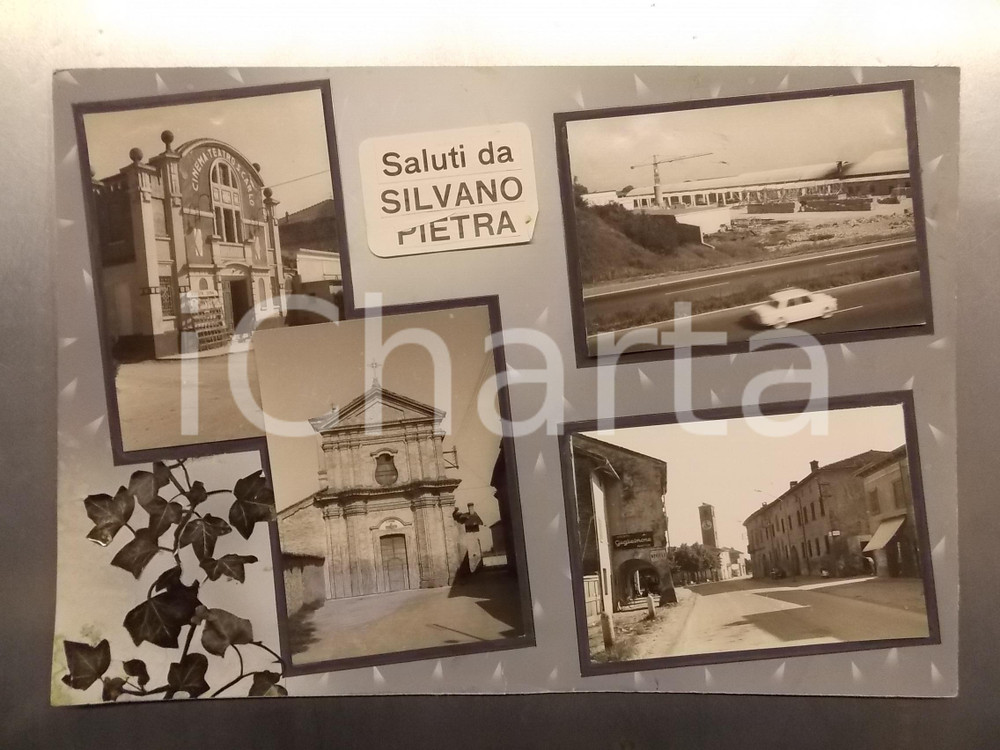 CINEMA TEATRO
Saluti da
SILVANO
PIETRA
iCharta